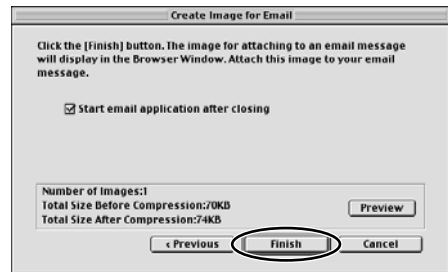 Create Image for Email
Click the [Finish] button. The image for attaching to an email message
will display in the Browser Window. Attach this image to your email
message.
Start email application after closing
Number of Images:1
Total Size Before Compression:70KB
Total Size After Compression:74KB
Preview
‹ Previous Finish Cancel